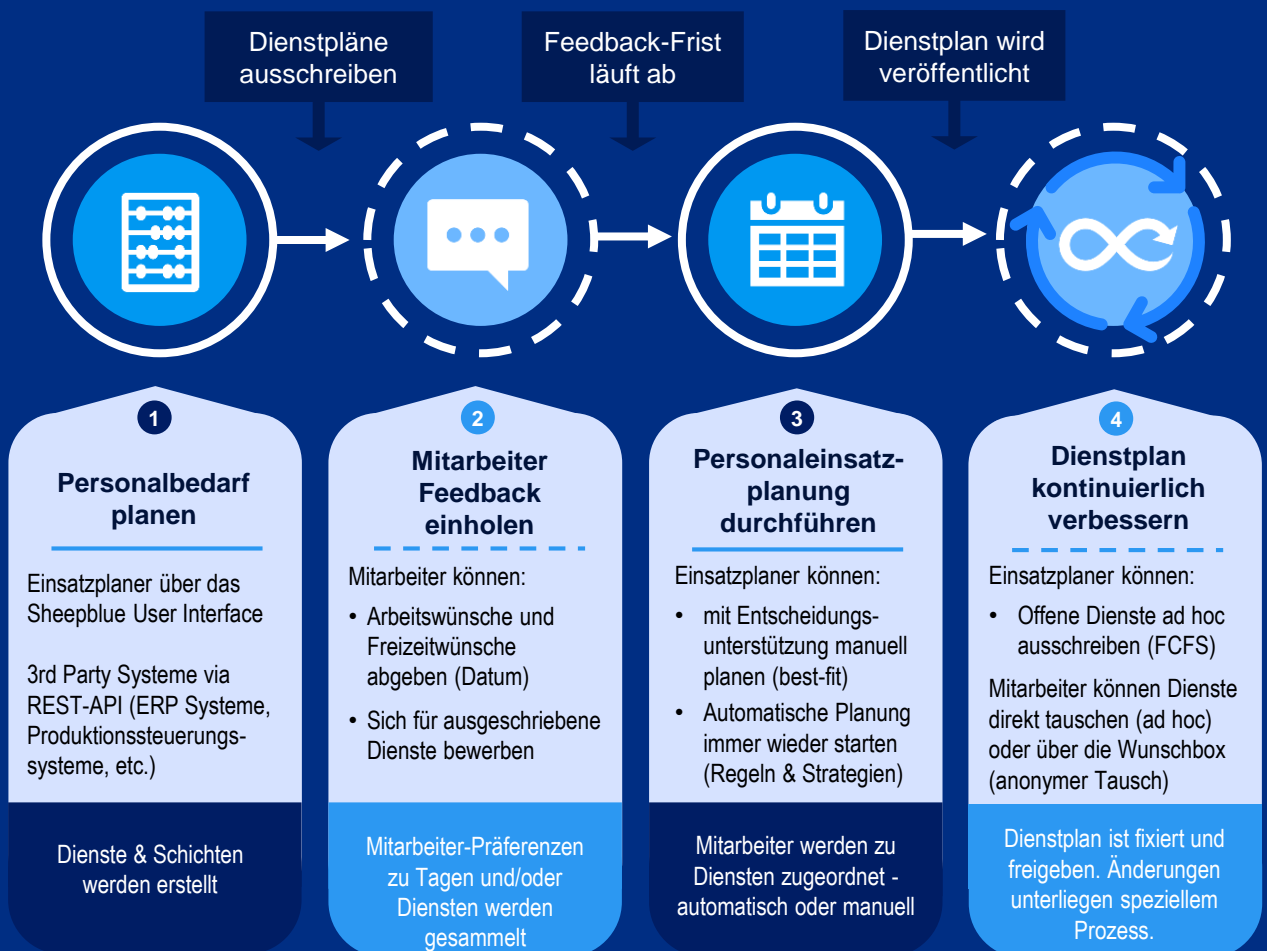 Dienstpläne
ausschreiben
Feedback-Frist
läuft ab
Dienstplan wird
veröffentlicht
1
Personalbedarf
planen
Einsatzplaner über das
Sheepblue User Interface
3rd Party Systeme via
REST-API (ERP Systeme,
Produktionssteuerungs-
systeme, etc.)
Dienste & Schichten
werden erstellt
2
Mitarbeiter
Feedback
einholen
Mitarbeiter können:
• Arbeitswünsche und
Freizeitwünsche
abgeben (Datum)
• Sich für ausgeschriebene
Dienste bewerben
Mitarbeiter-Präferenzen
zu Tagen und/oder
Diensten werden
gesammelt
3
Personaleinsatz-
planung
durchführen
Einsatzplaner können:
• mit Entscheidungs-
unterstützung manuell
planen (best-fit)
• Automatische Planung
immer wieder starten
(Regeln & Strategien)
Mitarbeiter werden zu
Diensten zugeordnet -
automatisch oder manuell
4
Dienstplan
kontinuierlich
verbessern
Einsatzplaner können:
• Offene Dienste ad hoc
ausschreiben (FCFS)
Mitarbeiter können Dienste
direkt tauschen (ad hoc)
oder über die Wunschbox
(anonymer Tausch)
Dienstplan ist fixiert und
freigeben. Änderungen
unterliegen speziellem
Prozess.